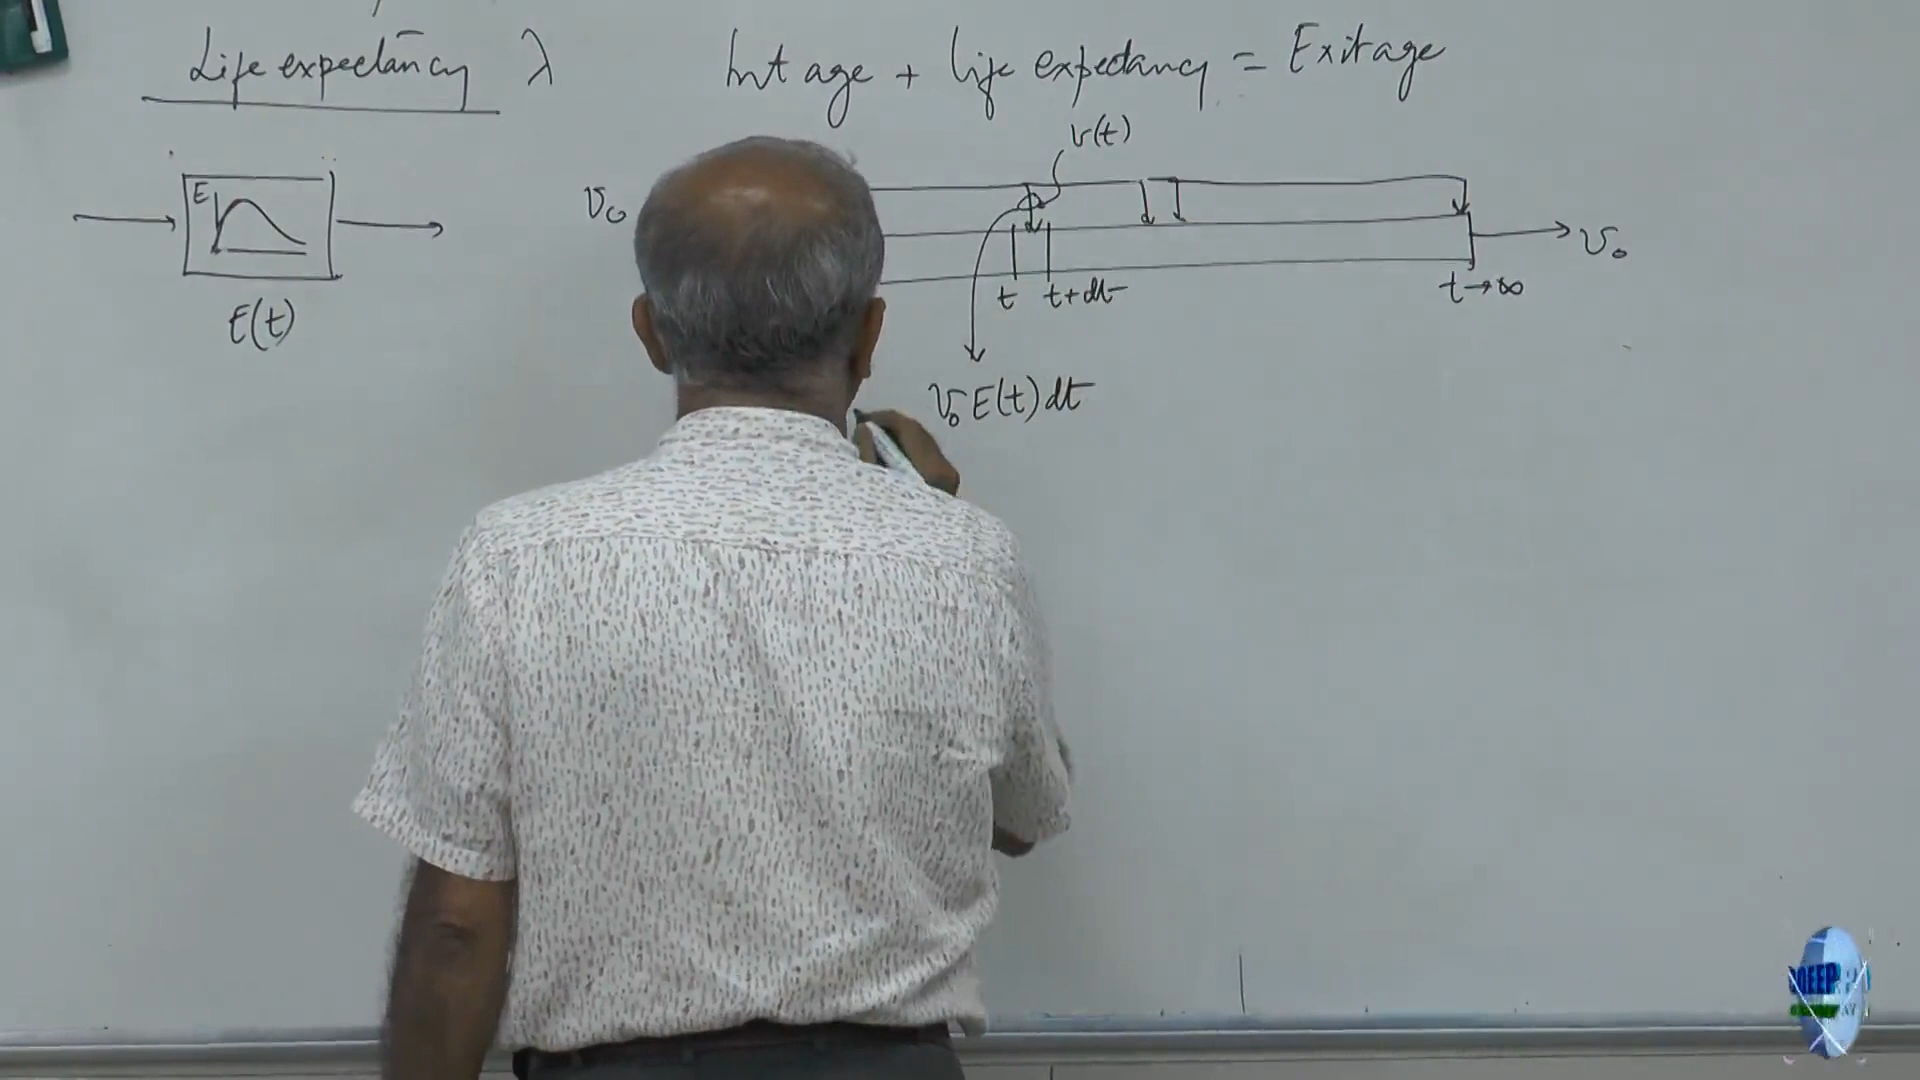 Life expectancy λ
Int age + life expectancy = Exit age
v(t)
E
v₀
v₀
t
t+dt
t→∞
E(t)
v₀ E(t) dt